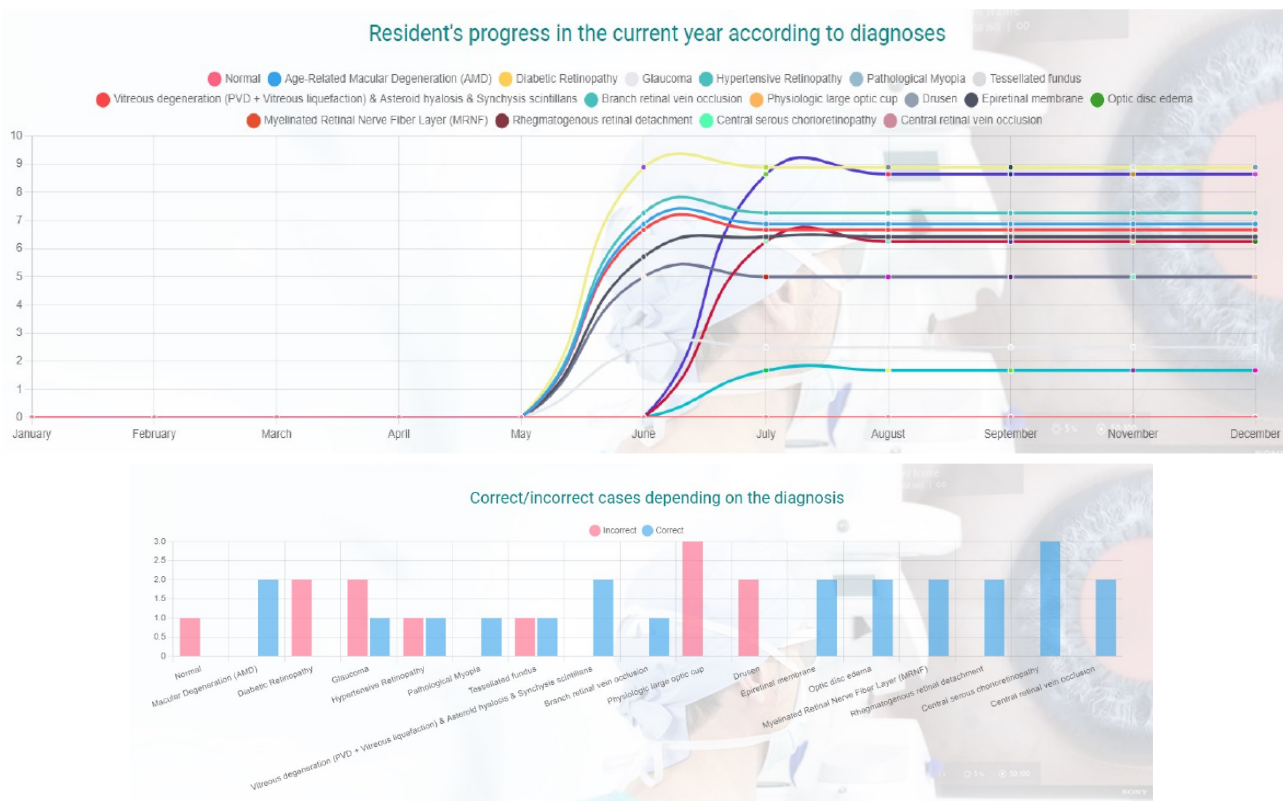 Resident's progress in the current year according to diagnoses
Normal Age-Related Macular Degeneration (AMD) Diabetic Retinopathy Glaucoma Hypertensive Retinopathy Pathological Myopia Tessellated fundus
Vitreous degeneration (PVD + Vitreous liquefaction) & Asteroid hyalosis & Synchysis scintillans Branch retinal vein occlusion Physiologic large optic cup Drusen Epiretinal membrane Optic disc edema
Myelinated Retinal Nerve Fiber Layer (MRNF) Rhegmatogenous retinal detachment Central serous chorioretinopathy Central retinal vein occlusion
10
9
8
7
6
5
4
3
2
1
0
January February March April May June July August September November December
Correct/incorrect cases depending on the diagnosis
Incorrect Correct
3.0
2.5
2.0
1.5
1.0
0.5
0
Normal
Macular Degeneration (AMD)
Diabetic Retinopathy
Glaucoma
Hypertensive Retinopathy
Pathological Myopia
Tessellated fundus
Vitreous degeneration (PVD + Vitreous liquefaction) & Asteroid hyalosis & Synchysis scintillans
Branch retinal vein occlusion
Physiologic large optic cup
Drusen
Epiretinal membrane
Optic disc edema
Myelinated Retinal Nerve Fiber Layer (MRNF)
Rhegmatogenous retinal detachment
Central serous chorioretinopathy
Central retinal vein occlusion
SONY